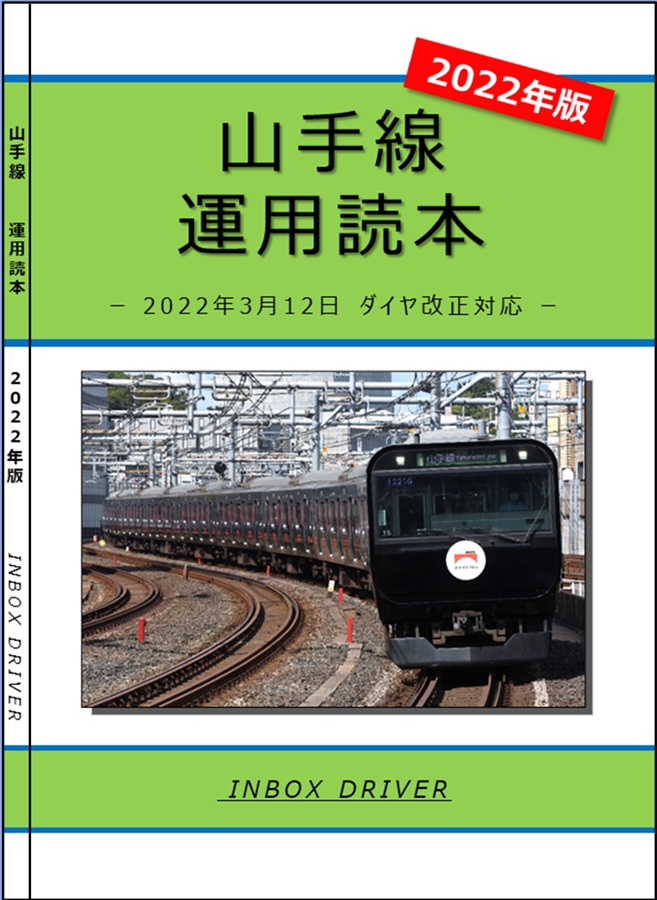 2022年版
山手線
運用読本
－ 2022年3月12日 ダイヤ改正対応 －
山手線 運用読本
2022年版
INBOX DRIVER
山手線
1221G
INBOX DRIVER